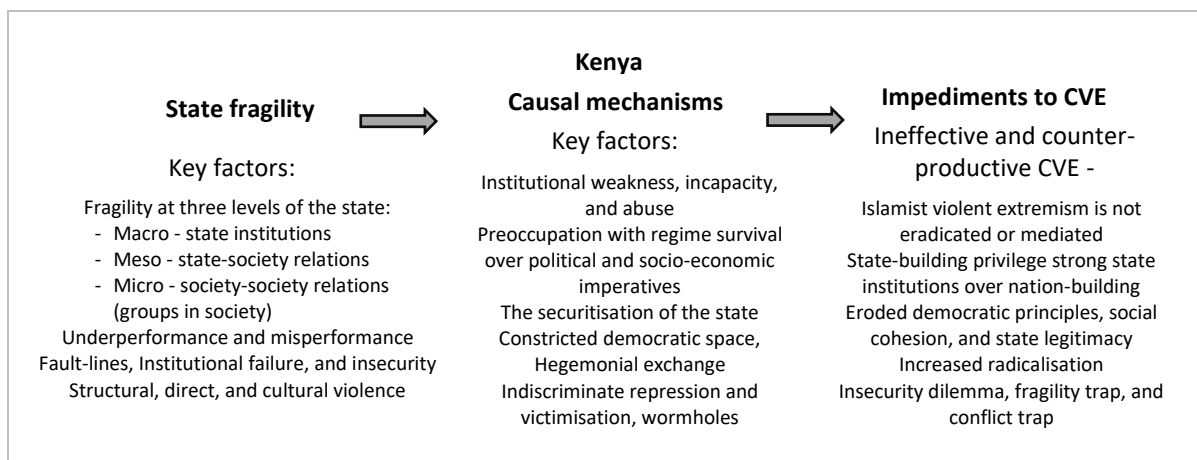 State fragility
Key factors:
Fragility at three levels of the state:
- Macro - state institutions
- Meso - state-society relations
- Micro - society-society relations
(groups in society)
Underperformance and misperformance
Fault-lines, Institutional failure, and insecurity
Structural, direct, and cultural violence
Kenya
Causal mechanisms
Key factors:
Institutional weakness, incapacity,
and abuse
Preoccupation with regime survival
over political and socio-economic
imperatives
The securitisation of the state
Constricted democratic space,
Hegemonial exchange
Indiscriminate repression and
victimisation, wormholes
Impediments to CVE
Ineffective and counter-
productive CVE -
Islamist violent extremism is not
eradicated or mediated
State-building privilege strong state
institutions over nation-building
Eroded democratic principles, social
cohesion, and state legitimacy
Increased radicalisation
Insecurity dilemma, fragility trap, and
conflict trap